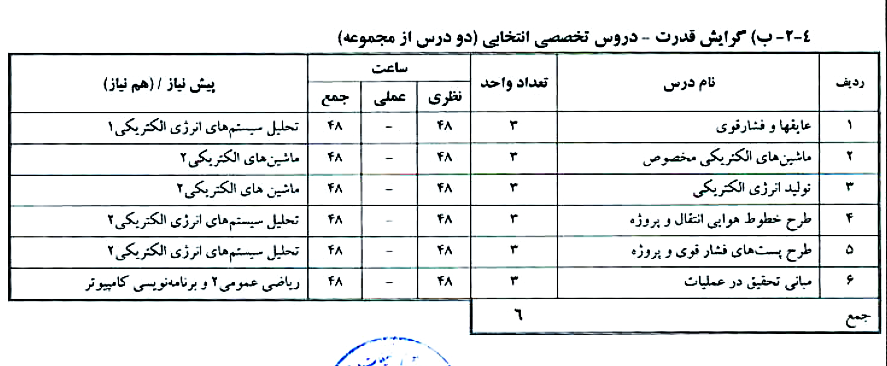 ۴-۲- ب) گرایش قدرت - دروس تخصصی انتخابی (دو درس از مجموعه)
ردیف نام درس تعداد واحد ساعت پیش نیاز / (هم نیاز)
نظری عملی جمع
۱ عایقها و فشارقوی ۳ ۴۸ - ۴۸ تحلیل سیستم‌های انرژی الکتریکی۱
۲ ماشین‌های الکتریکی مخصوص ۳ ۴۸ - ۴۸ ماشین‌های الکتریکی۲
۳ تولید انرژی الکتریکی ۳ ۴۸ - ۴۸ ماشین های الکتریکی۲
۴ طرح خطوط هوایی انتقال و پروژه ۳ ۴۸ - ۴۸ تحلیل سیستم‌های انرژی الکتریکی۲
۵ طرح پست‌های فشار قوی و پروژه ۳ ۴۸ - ۴۸ تحلیل سیستم‌های انرژی الکتریکی۲
۶ مبانی تحقیق در عملیات ۳ ۴۸ - ۴۸ ریاضی عمومی۲ و برنامه‌نویسی کامپیوتر
جمع ۶